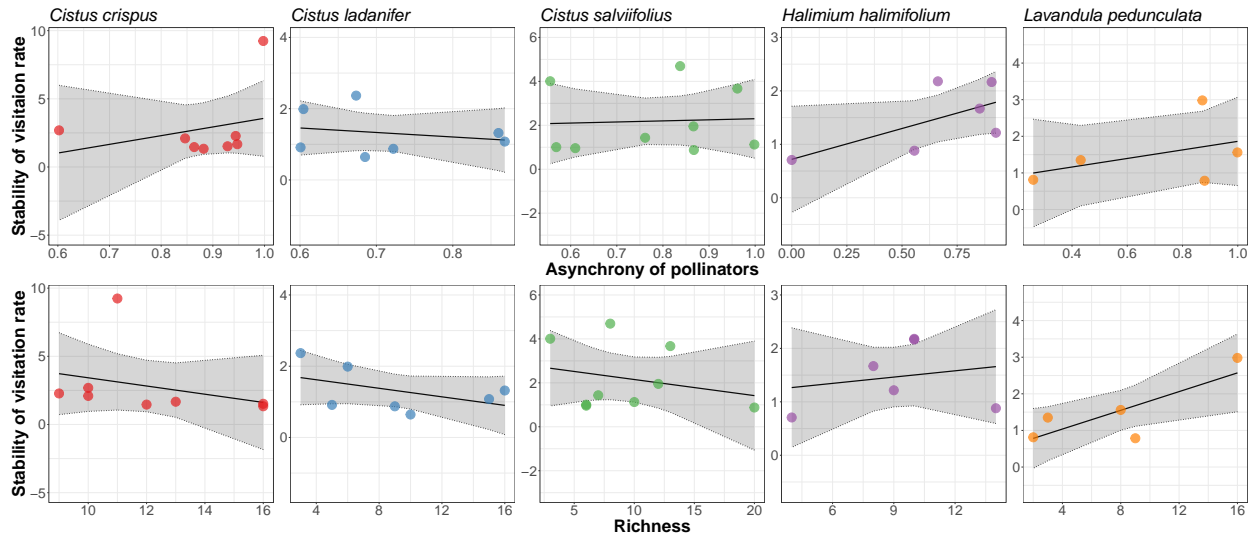 Cistus crispus Cistus ladanifer Cistus salviifolius Halimium halimifolium Lavandula pedunculata
Stability of visitaion rate
10 5 0 −5
4 2 0
6 4 2 0 −2
3 2 1 0
4 3 2 1 0
0.6 0.7 0.8 0.9 1.0
0.6 0.7 0.8
0.6 0.7 0.8 0.9 1.0
0.00 0.25 0.50 0.75
0.4 0.6 0.8 1.0
Asynchrony of pollinators
Stability of visitation rate
10 5 0 −5
4 2 0
6 4 2 0 −2
3 2 1 0
4 3 2 1 0
10 12 14 16
4 8 12 16
5 10 15 20
6 9 12
4 8 12 16
Richness